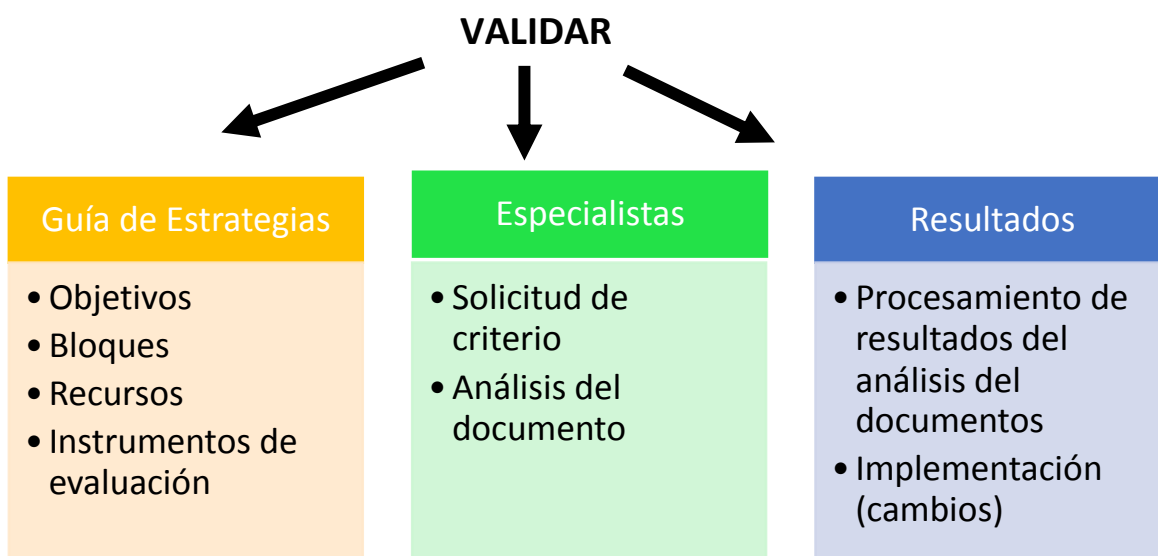 VALIDAR
Guía de Estrategias
• Objetivos
• Bloques
• Recursos
• Instrumentos de
evaluación
Especialistas
• Solicitud de
criterio
• Análisis del
documento
Resultados
• Procesamiento de
resultados del
análisis del
documentos
• Implementación
(cambios)